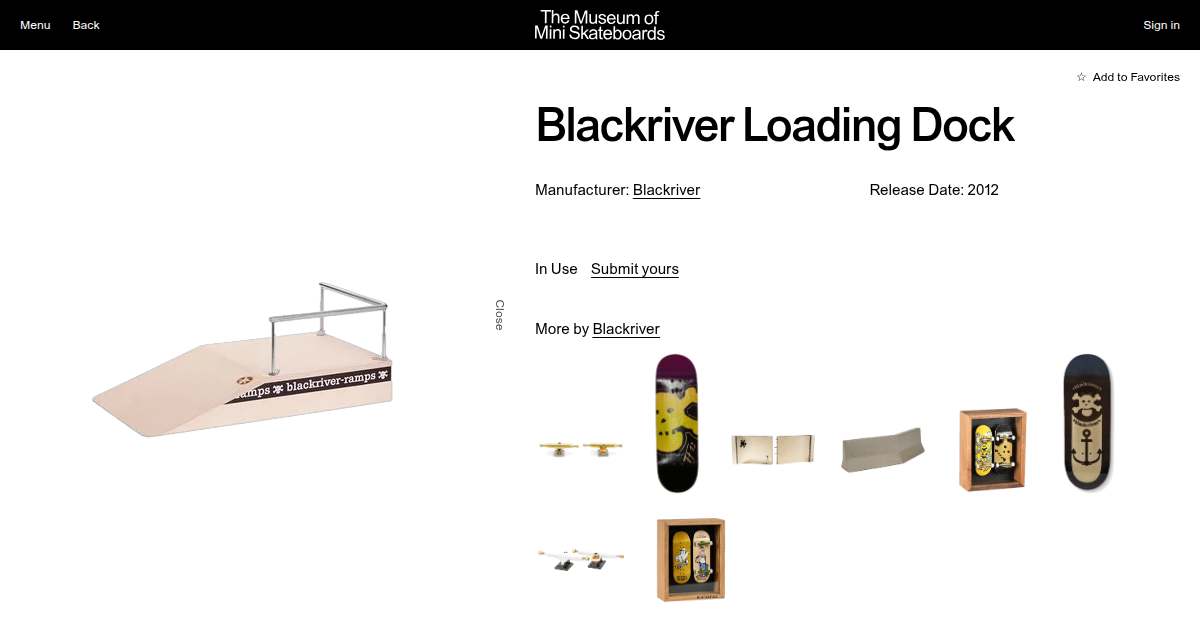 Menu
Back
The Museum of
Mini Skateboards
Sign in
☆ Add to Favorites
Blackriver Loading Dock
Manufacturer: Blackriver
Release Date: 2012
In Use
Submit yours
Close
More by Blackriver
ramps blackriver-ramps